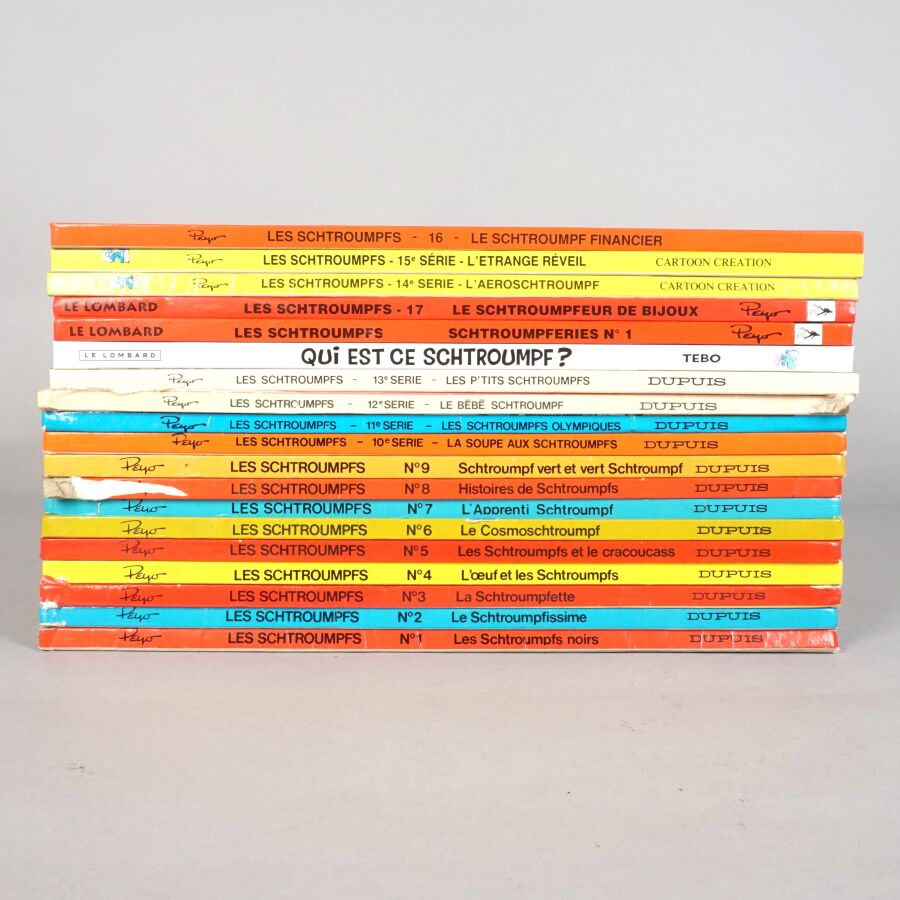 Peyo LES SCHTROUMPFS - 16 - LE SCHTROUMPF FINANCIER
Peyo LES SCHTROUMPFS - 15e SÉRIE - L'ETRANGE RÉVEIL CARTOON CREATION
Peyo LES SCHTROUMPFS - 14e SERIE - L'AEROSCHTROUMPF CARTOON CREATION
LE LOMBARD LES SCHTROUMPFS - 17 LE SCHTROUMPFEUR DE BIJOUX Peyo
LE LOMBARD LES SCHTROUMPFS SCHTROUMPFERIES N° 1 Peyo
LE LOMBARD QUi EST CE SCHTROUMPF? TEBO
Peyo LES SCHTROUMPFS - 13e SERIE - LES P'TITS SCHTROUMPFS DUPUIS
Peyo LES SCHTROUMPFS - 12e SERIE - LE BÉBÉ SCHTROUMPF DUPUIS
Peyo LES SCHTROUMPFS - 11e SERIE - LES SCHTROUMPFS OLYMPIQUES DUPUIS
Peyo LES SCHTROUMPFS - 10e SERIE - LA SOUPE AUX SCHTROUMPFS DUPUIS
Peyo LES SCHTROUMPFS N°9 Schtroumpf vert et vert Schtroumpf DUPUIS
LES SCHTROUMPFS N°8 Histoires de Schtroumpfs DUPUIS
Peyo LES SCHTROUMPFS N°7 L'Apprenti Schtroumpf DUPUIS
Peyo LES SCHTROUMPFS N°6 Le Cosmoschtroumpf DUPUIS
Peyo LES SCHTROUMPFS N°5 Les Schtroumpfs et le cracoucass DUPUIS
Peyo LES SCHTROUMPFS N°4 L'œuf et les Schtroumpfs DUPUIS
Peyo LES SCHTROUMPFS N°3 La Schtroumpfette DUPUIS
Peyo LES SCHTROUMPFS N°2 Le Schtroumpfissime DUPUIS
Peyo LES SCHTROUMPFS N°1 Les Schtroumpfs noirs DUPUIS